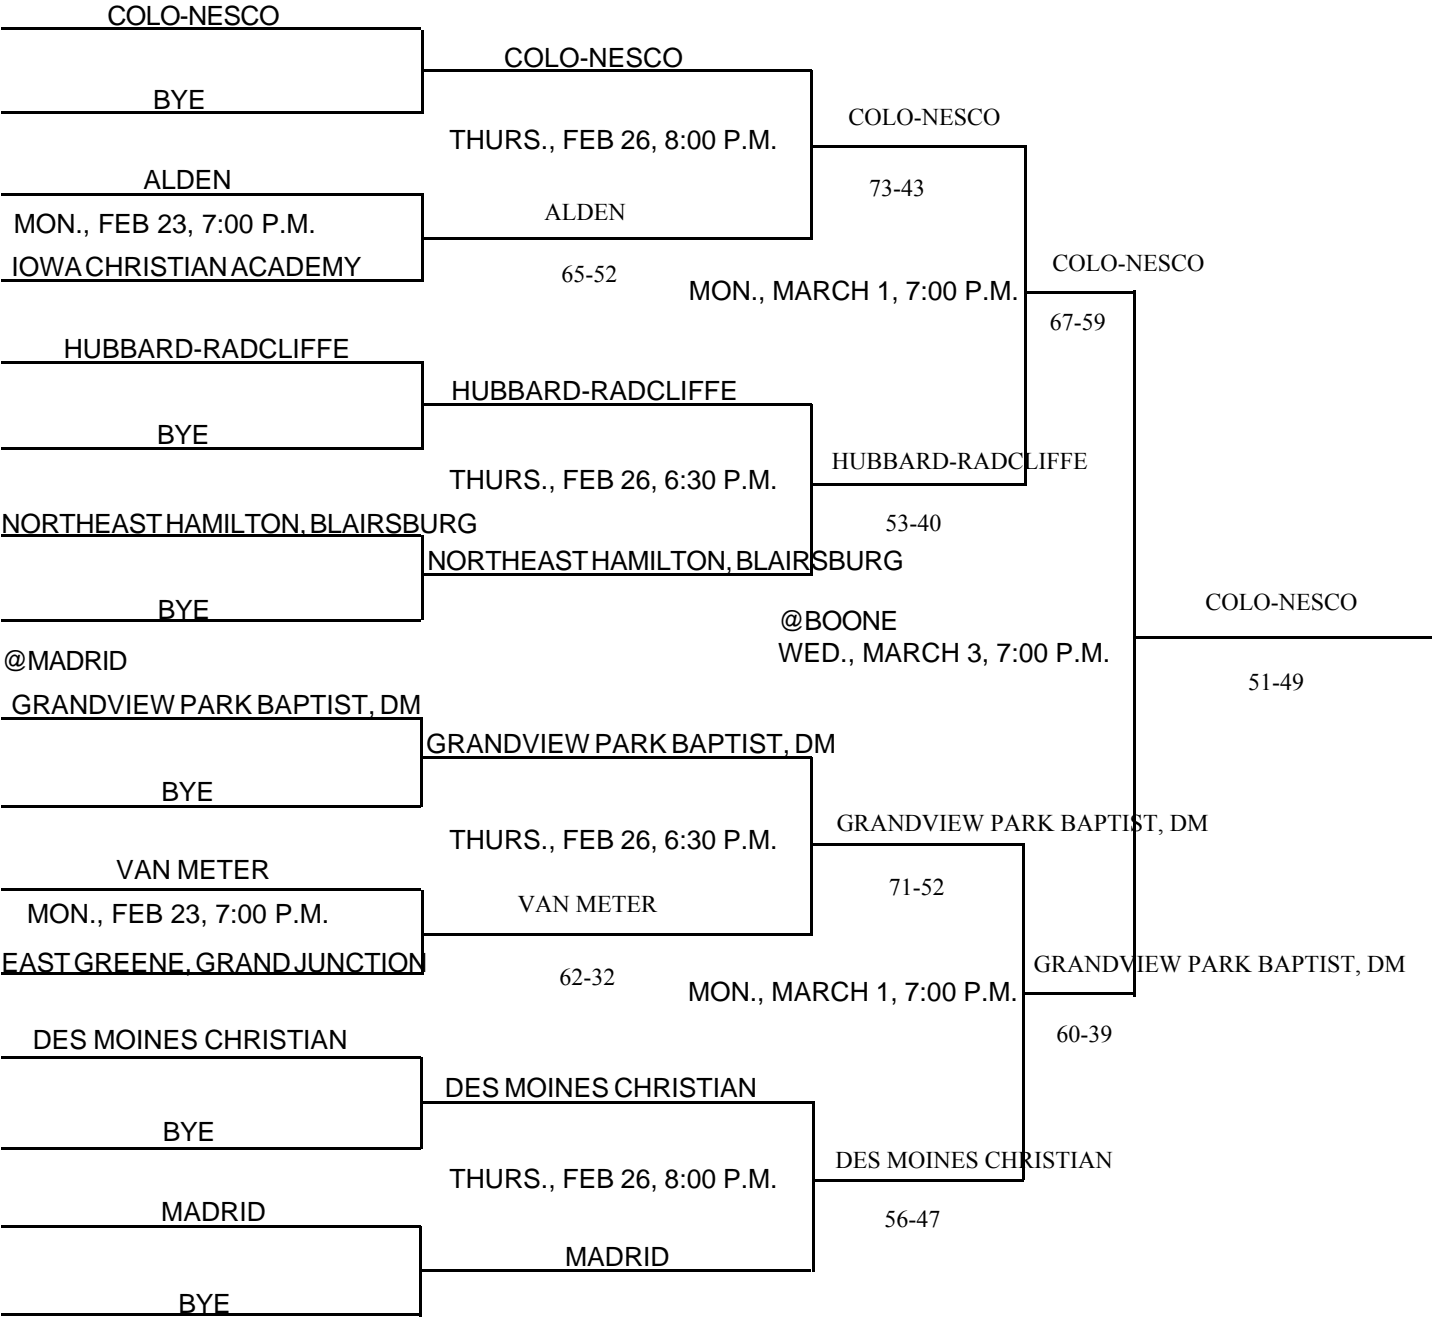 COLO-NESCO
COLO-NESCO
BYE
COLO-NESCO
THURS., FEB 26, 8:00 P.M.
ALDEN
73-43
ALDEN
MON., FEB 23, 7:00 P.M.
IOWA CHRISTIAN ACADEMY
65-52
COLO-NESCO
MON., MARCH 1, 7:00 P.M.
67-59
HUBBARD-RADCLIFFE
HUBBARD-RADCLIFFE
BYE
HUBBARD-RADCLIFFE
THURS., FEB 26, 6:30 P.M.
53-40
NORTHEAST HAMILTON, BLAIRSBURG
NORTHEAST HAMILTON, BLAIRSBURG
BYE
COLO-NESCO
@BOONE
WED., MARCH 3, 7:00 P.M.
51-49
@MADRID
GRANDVIEW PARK BAPTIST, DM
GRANDVIEW PARK BAPTIST, DM
BYE
GRANDVIEW PARK BAPTIST, DM
THURS., FEB 26, 6:30 P.M.
71-52
VAN METER
VAN METER
MON., FEB 23, 7:00 P.M.
EAST GREENE, GRAND JUNCTION
62-32
GRANDVIEW PARK BAPTIST, DM
MON., MARCH 1, 7:00 P.M.
60-39
DES MOINES CHRISTIAN
DES MOINES CHRISTIAN
BYE
DES MOINES CHRISTIAN
THURS., FEB 26, 8:00 P.M.
56-47
MADRID
MADRID
BYE